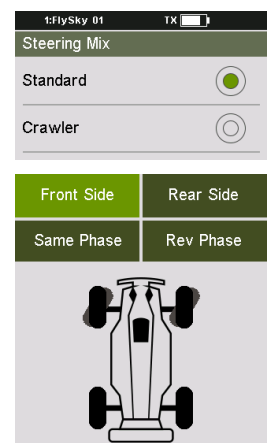 1:FlySky 01 TX
Steering Mix
Standard
Crawler
Front Side Rear Side
Same Phase Rev Phase